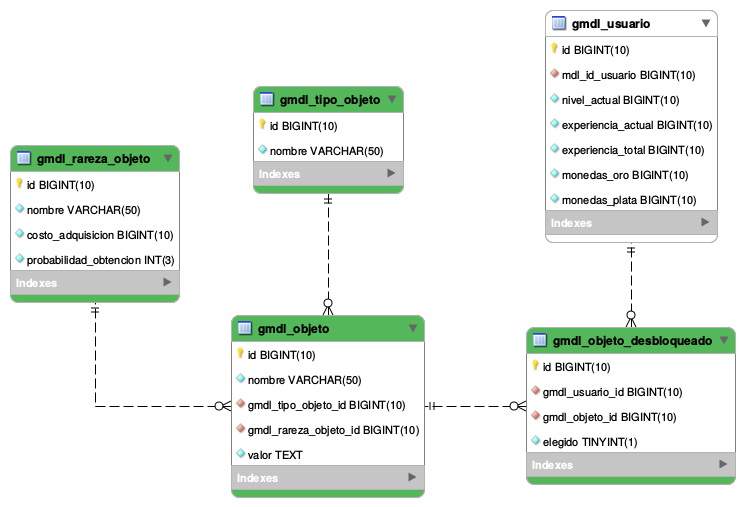 gmdl_usuario
id BIGINT(10)
mdl_id_usuario BIGINT(10)
nivel_actual BIGINT(10)
experiencia_actual BIGINT(10)
experiencia_total BIGINT(10)
monedas_oro BIGINT(10)
monedas_plata BIGINT(10)
Indexes
gmdl_tipo_objeto
id BIGINT(10)
nombre VARCHAR(50)
Indexes
gmdl_rareza_objeto
id BIGINT(10)
nombre VARCHAR(50)
costo_adquisicion BIGINT(10)
probabilidad_obtencion INT(3)
Indexes
gmdl_objeto
id BIGINT(10)
nombre VARCHAR(50)
gmdl_tipo_objeto_id BIGINT(10)
gmdl_rareza_objeto_id BIGINT(10)
valor TEXT
Indexes
gmdl_objeto_desbloqueado
id BIGINT(10)
gmdl_usuario_id BIGINT(10)
gmdl_objeto_id BIGINT(10)
elegido TINYINT(1)
Indexes